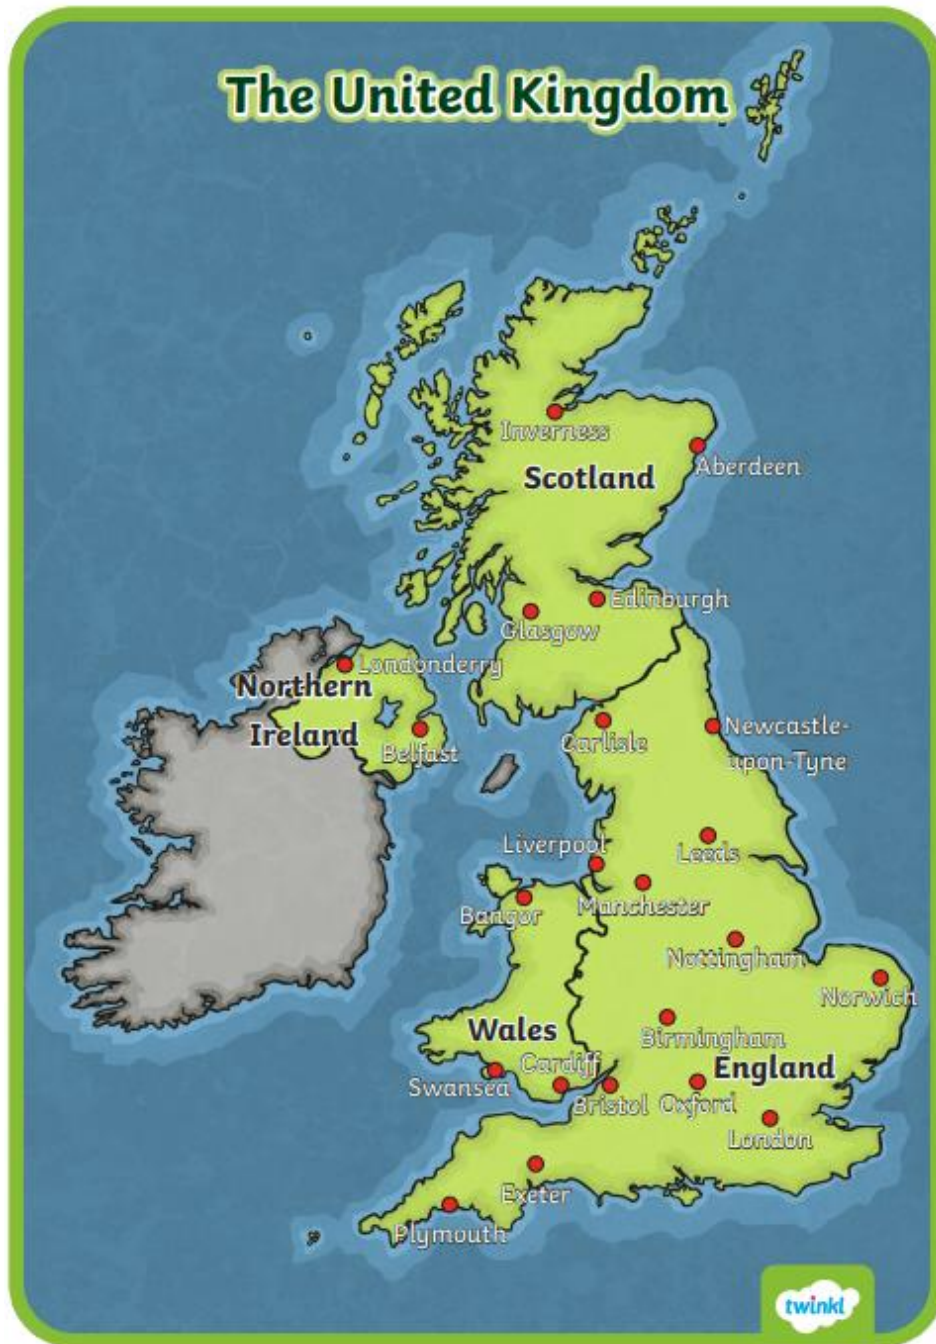 The United Kingdom
Inverness
Aberdeen
Scotland
Edinburgh
Glasgow
Londonderry
Northern
Ireland
Belfast
Carlisle
Newcastle-
upon-Tyne
Liverpool
Leeds
Bangor
Manchester
Nottingham
Norwich
Wales
Birmingham
England
Cardiff
Swansea
Bristol
Oxford
London
Exeter
Plymouth
twinkl